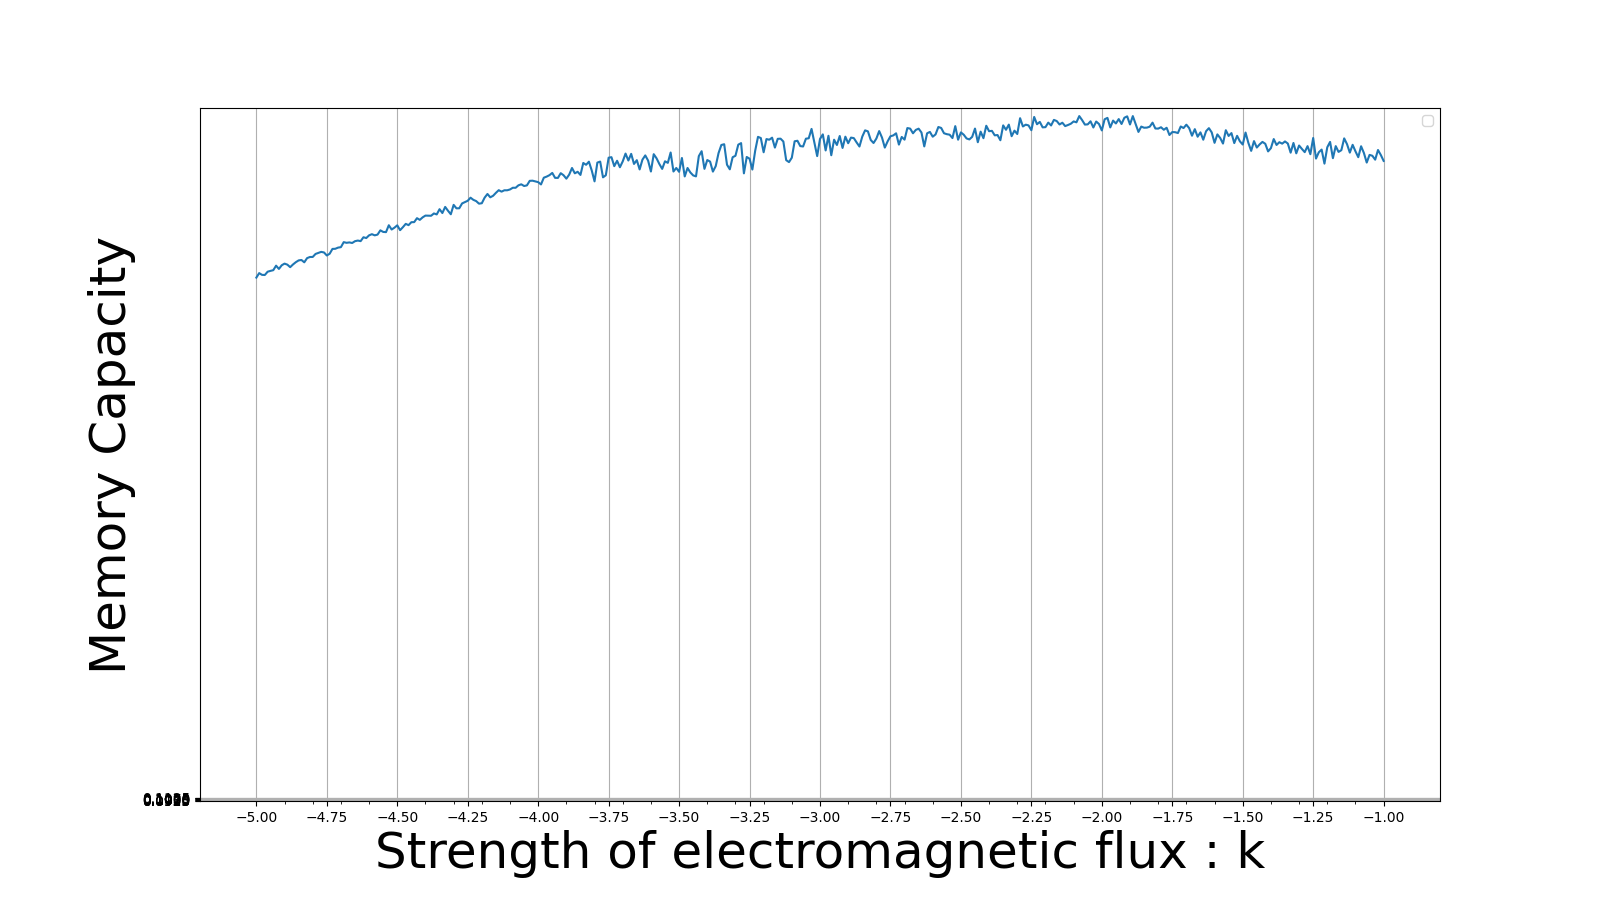 Memory Capacity
−5.00 −4.75 −4.50 −4.25 −4.00 −3.75 −3.50 −3.25 −3.00 −2.75 −2.50 −2.25 −2.00 −1.75 −1.50 −1.25 −1.00
Strength of electromagnetic flux : k